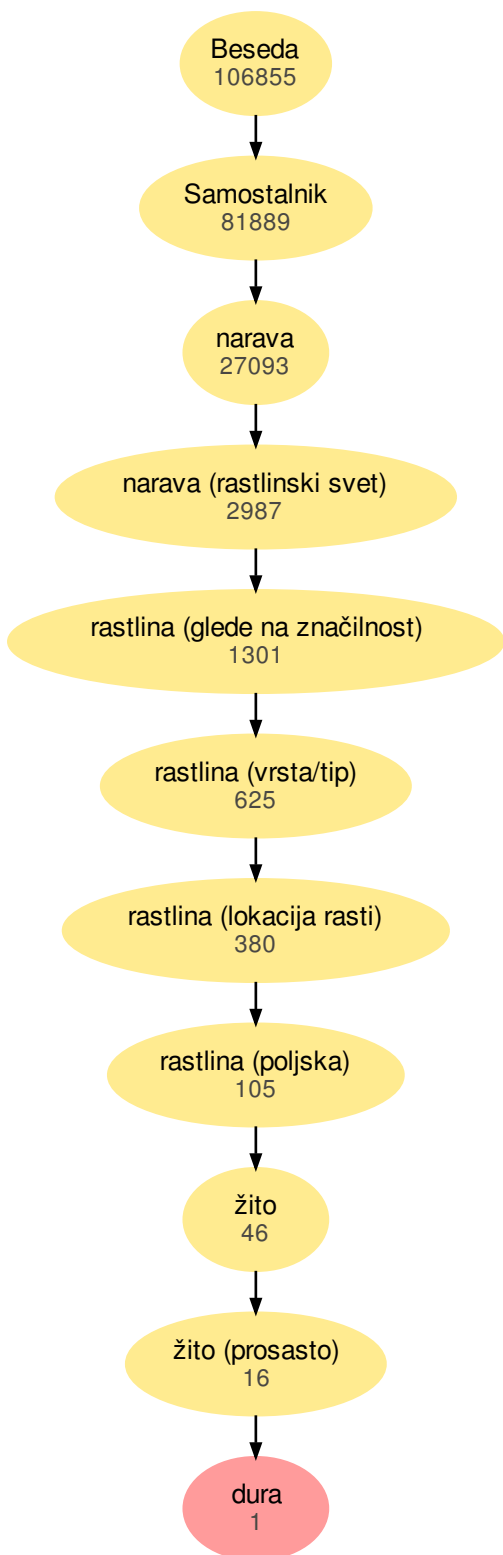 Beseda
106855
Samostalnik
81889
narava
27093
narava (rastlinski svet)
2987
rastlina (glede na značilnost)
1301
rastlina (vrsta/tip)
625
rastlina (lokacija rasti)
380
rastlina (poljska)
105
žito
46
žito (prosasto)
16
dura
1